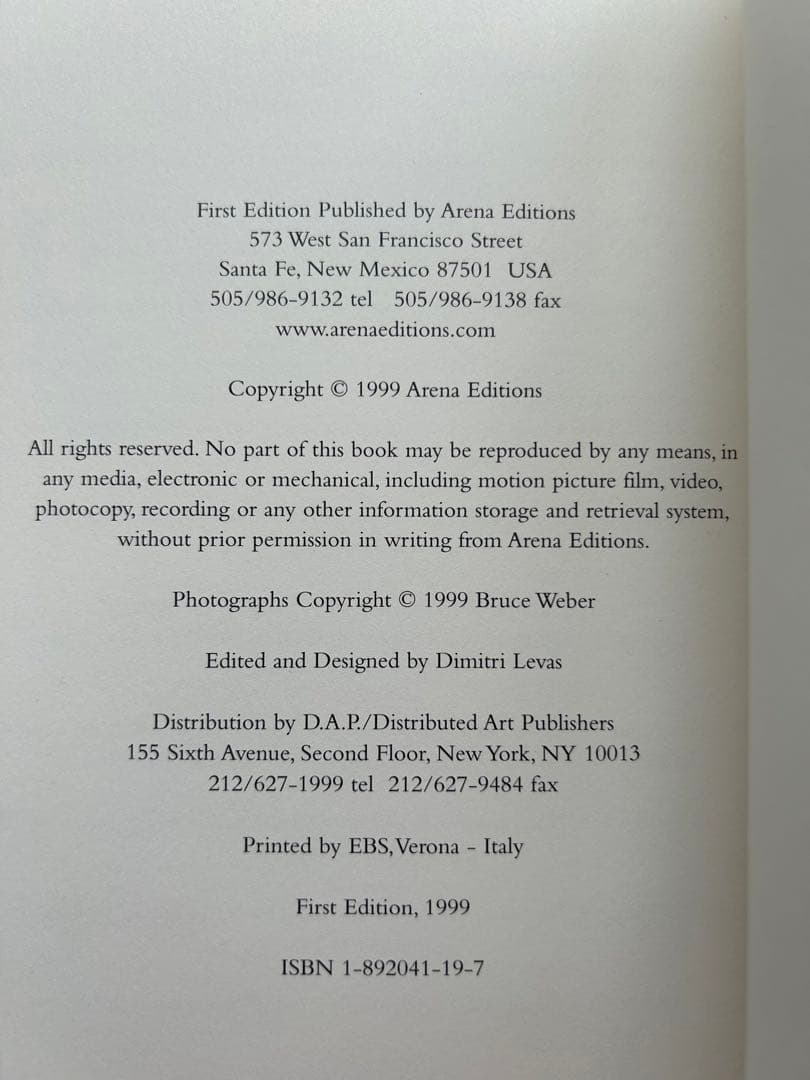 First Edition Published by Arena Editions
573 West San Francisco Street
Santa Fe, New Mexico 87501 USA
505/986-9132 tel 505/986-9138 fax
www.arenaeditions.com
Copyright © 1999 Arena Editions
All rights reserved. No part of this book may be reproduced by any means, in
any media, electronic or mechanical, including motion picture film, video,
photocopy, recording or any other information storage and retrieval system,
without prior permission in writing from Arena Editions.
Photographs Copyright © 1999 Bruce Weber
Edited and Designed by Dimitri Levas
Distribution by D.A.P./Distributed Art Publishers
155 Sixth Avenue, Second Floor, New York, NY 10013
212/627-1999 tel 212/627-9484 fax
Printed by EBS, Verona - Italy
First Edition, 1999
ISBN 1-892041-19-7